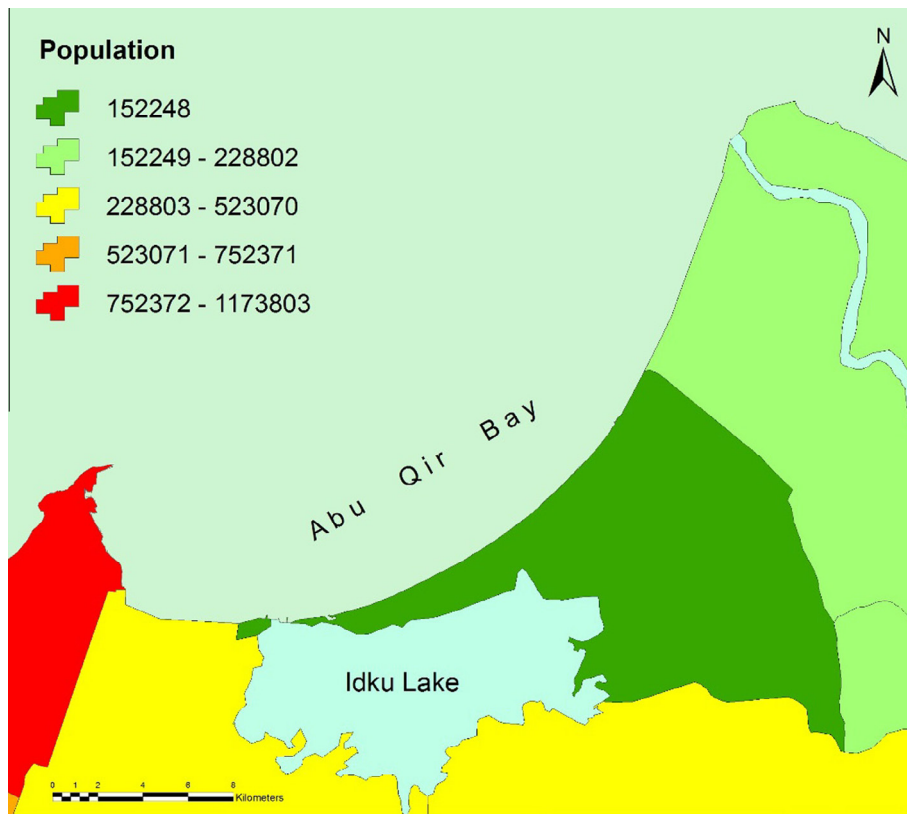 Population
152248
152249 - 228802
228803 - 523070
523071 - 752371
752372 - 1173803
N
Abu Qir Bay
Idku Lake
0 1 2 4 6 8
Kilometers